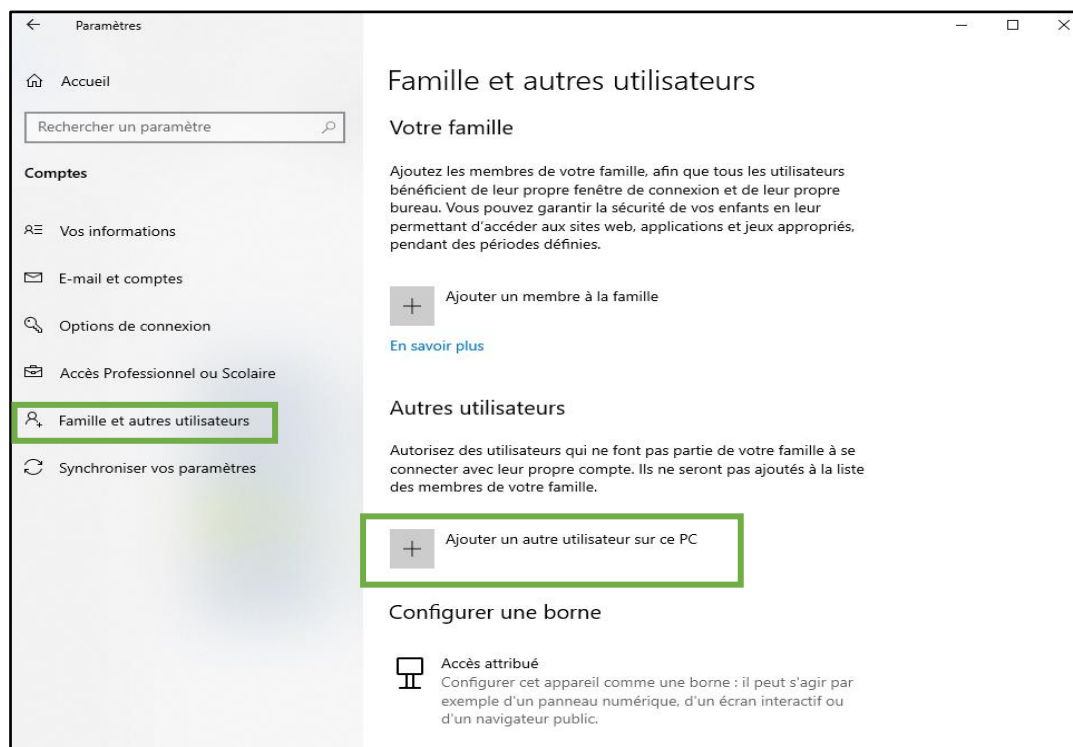 Paramètres
Accueil
Rechercher un paramètre
Comptes
Vos informations
E-mail et comptes
Options de connexion
Accès Professionnel ou Scolaire
Famille et autres utilisateurs
Synchroniser vos paramètres
Famille et autres utilisateurs
Votre famille
Ajoutez les membres de votre famille, afin que tous les utilisateurs
bénéficient de leur propre fenêtre de connexion et de leur propre
bureau. Vous pouvez garantir la sécurité de vos enfants en leur
permettant d'accéder aux sites web, applications et jeux appropriés,
pendant des périodes définies.
Ajouter un membre à la famille
En savoir plus
Autres utilisateurs
Autorisez des utilisateurs qui ne font pas partie de votre famille à se
connecter avec leur propre compte. Ils ne seront pas ajoutés à la liste
des membres de votre famille.
Ajouter un autre utilisateur sur ce PC
Configurer une borne
Accès attribué
Configurer cet appareil comme une borne : il peut s'agir par
exemple d'un panneau numérique, d'un écran interactif ou
d'un navigateur public.